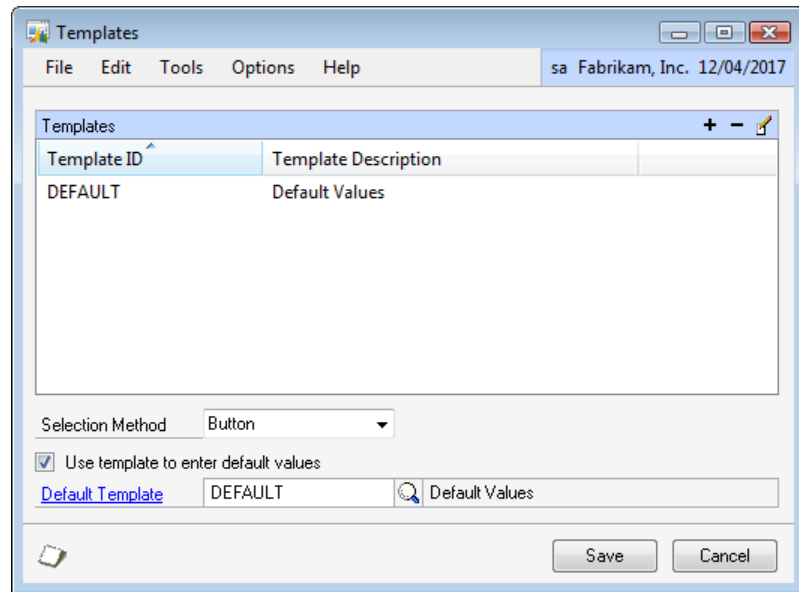 Templates
File Edit Tools Options Help sa Fabrikam, Inc. 12/04/2017
Templates
Template ID Template Description
DEFAULT Default Values
Selection Method Button
Use template to enter default values
Default Template DEFAULT Default Values
Save Cancel